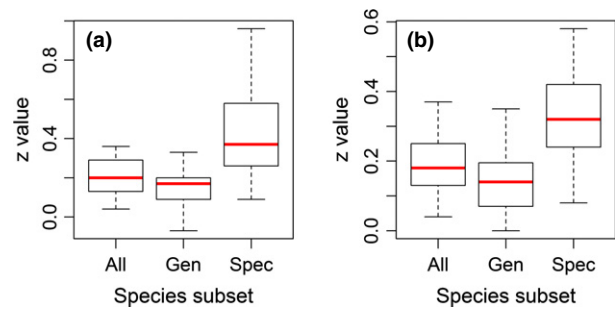 (a)
z value
0.8
0.4
0.0
All Gen Spec
Species subset
(b)
z value
0.6
0.4
0.2
0.0
All Gen Spec
Species subset